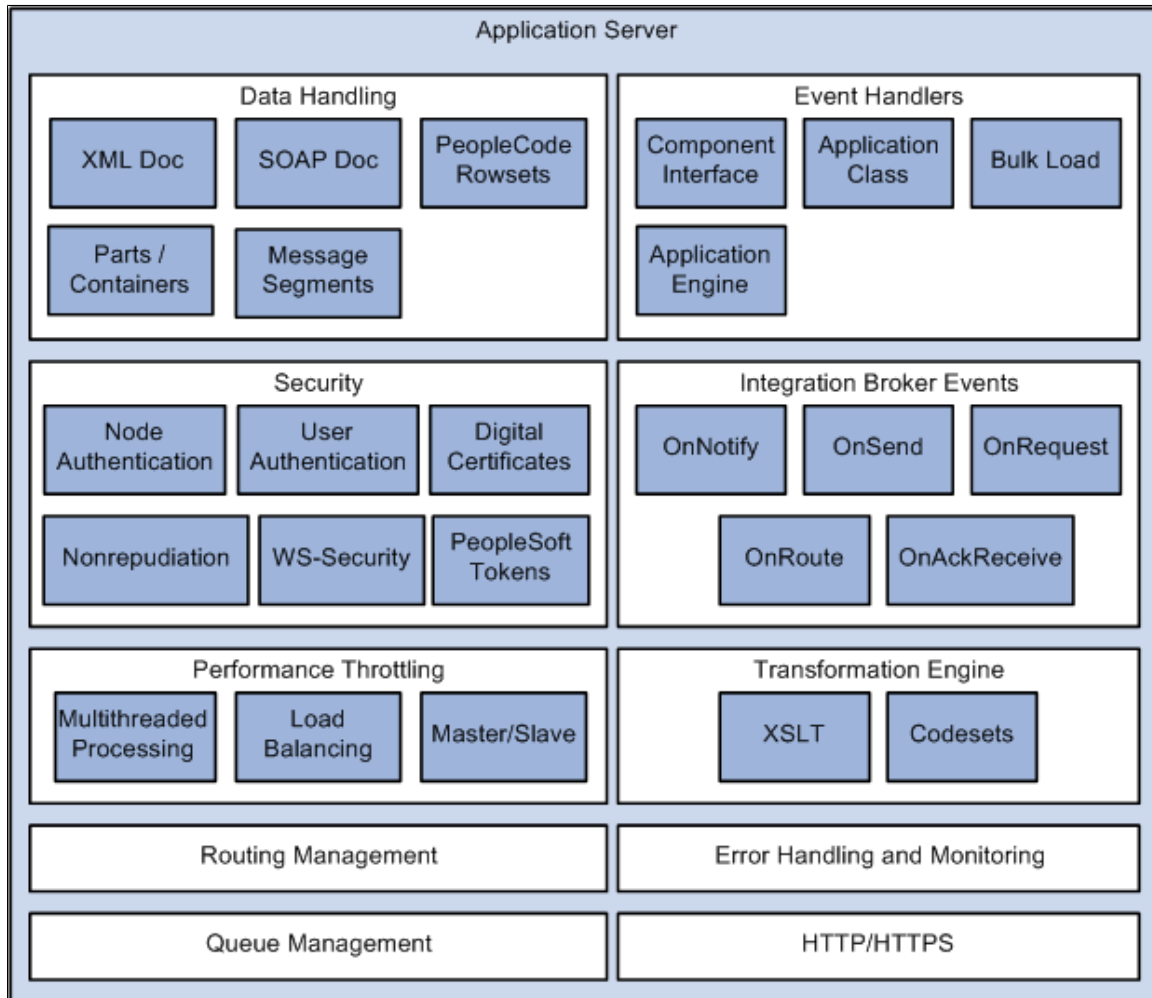 Application Server
Data Handling
XML Doc
SOAP Doc
PeopleCode
Rowsets
Parts /
Containers
Message
Segments
Event Handlers
Component
Interface
Application
Class
Bulk Load
Application
Engine
Security
Node
Authentication
User
Authentication
Digital
Certificates
Nonrepudiation
WS-Security
PeopleSoft
Tokens
Integration Broker Events
OnNotify
OnSend
OnRequest
OnRoute
OnAckReceive
Performance Throttling
Multithreaded
Processing
Load
Balancing
Master/Slave
Transformation Engine
XSLT
Codesets
Routing Management
Error Handling and Monitoring
Queue Management
HTTP/HTTPS